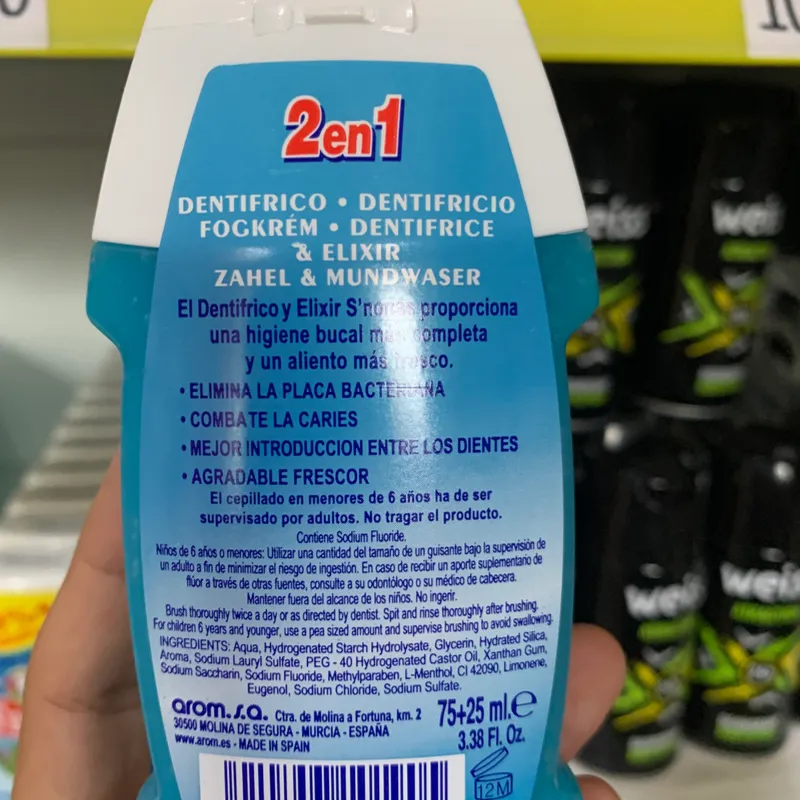 2en1
DENTIFRICO • DENTIFRICIO
FOGKRÉM • DENTIFRICE
& ELIXIR
ZAHEL & MUNDWASER
El Dentifrico y Elixir S'nonas proporciona
una higiene bucal más completa
y un aliento más fresco.
• ELIMINA LA PLACA BACTERIANA
• COMBATE LA CARIES
• MEJOR INTRODUCCION ENTRE LOS DIENTES
• AGRADABLE FRESCOR
El cepillado en menores de 6 años ha de ser
supervisado por adultos. No tragar el producto.
Contiene Sodium Fluoride.
Niños de 6 años o menores: Utilizar una cantidad del tamaño de un guisante bajo la supervisión de
un adulto a fin de minimizar el riesgo de ingestión. En caso de recibir un aporte suplementario de
flúor a través de otras fuentes, consulte a su odontólogo o su médico de cabecera.
Mantener fuera del alcance de los niños. No ingerir.
Brush thoroughly twice a day or as directed by dentist. Spit and rinse thoroughly after brushing.
For children 6 years and younger, use a pea sized amount and supervise brushing to avoid swallowing.
INGREDIENTS: Aqua, Hydrogenated Starch Hydrolysate, Glycerin, Hydrated Silica,
Aroma, Sodium Lauryl Sulfate, PEG - 40 Hydrogenated Castor Oil, Xanthan Gum,
Sodium Saccharin, Sodium Fluoride, Methylparaben, L-Menthol, CI 42090, Limonene,
Eugenol, Sodium Chloride, Sodium Sulfate.
arom.s.a. Ctra. de Molina a Fortuna, km. 2
30500 MOLINA DE SEGURA - MURCIA - ESPAÑA
www.arom.es - MADE IN SPAIN
75+25 ml.℮
3.38 Fl. Oz.
12M
weiss
weiss
weiss
weiss